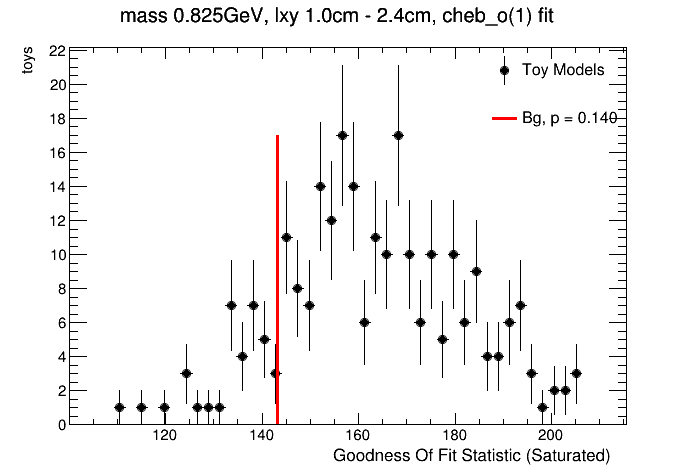 mass 0.825GeV, lxy 1.0cm - 2.4cm, cheb_o(1) fit
toys
22
20
18
16
14
12
10
8
6
4
2
0
Toy Models
Bg, p = 0.140
120 140 160 180 200
Goodness Of Fit Statistic (Saturated)